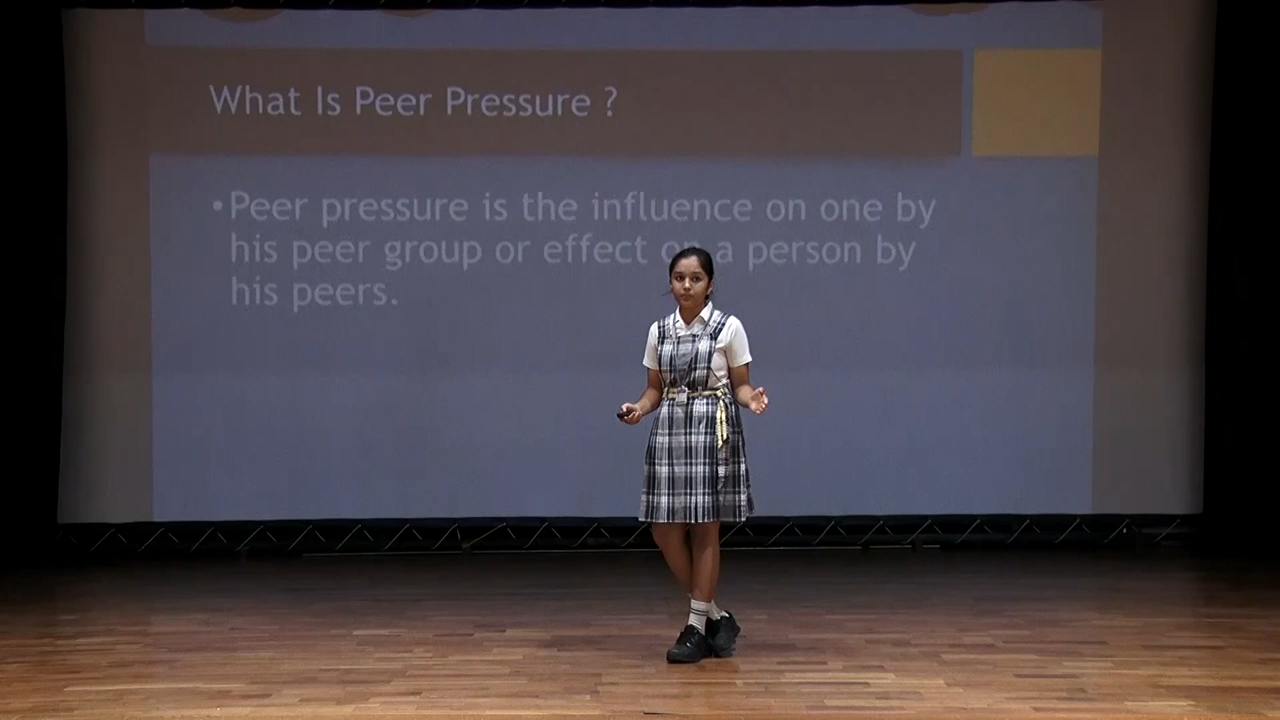 What Is Peer Pressure ?
•Peer pressure is the influence on one by
his peer group or effect a person by
his peers.